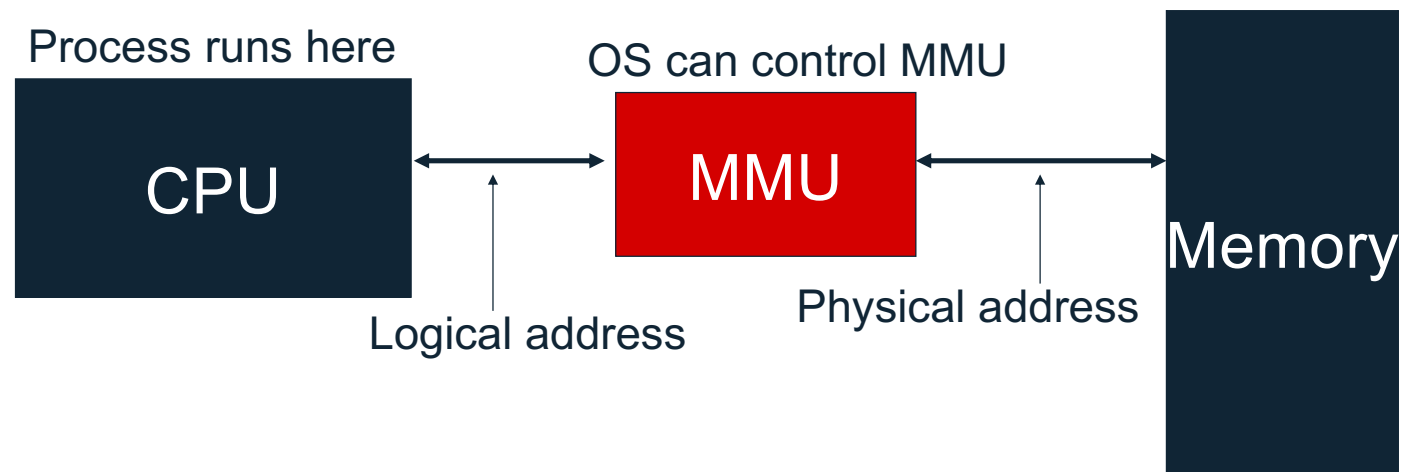 Process runs here
OS can control MMU
CPU
MMU
Memory
Logical address
Physical address